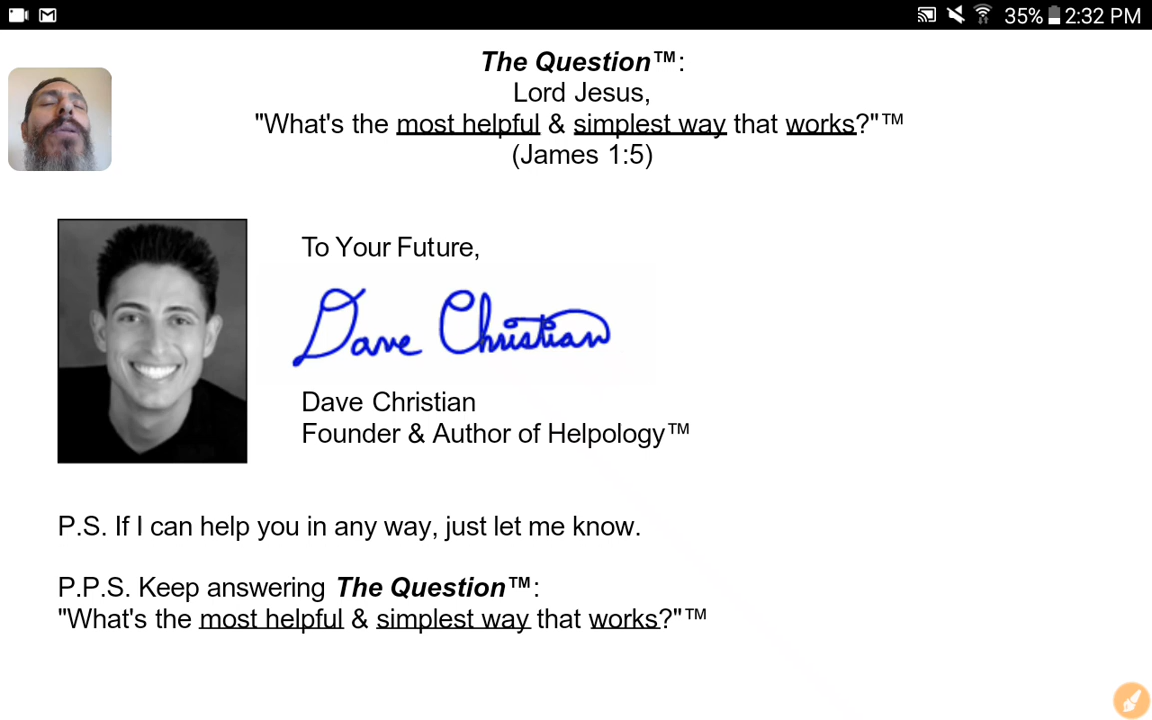 35% 2:32 PM
The Question™:
Lord Jesus,
"What's the most helpful & simplest way that works?"™
(James 1:5)
To Your Future,
Dave Christian
Dave Christian
Founder & Author of Helpology™
P.S. If I can help you in any way, just let me know.
P.P.S. Keep answering The Question™:
"What's the most helpful & simplest way that works?"™